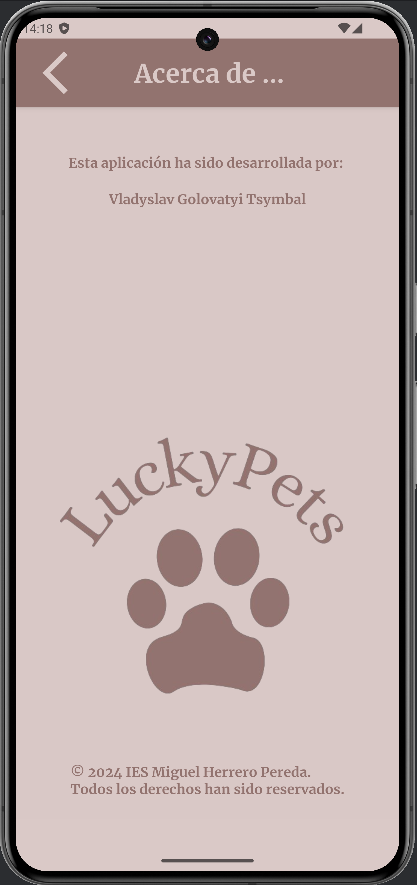 14:18
Acerca de ...
Esta aplicación ha sido desarrollada por:
Vladyslav Golovatyi Tsymbal
LuckyPets
© 2024 IES Miguel Herrero Pereda.
Todos los derechos han sido reservados.